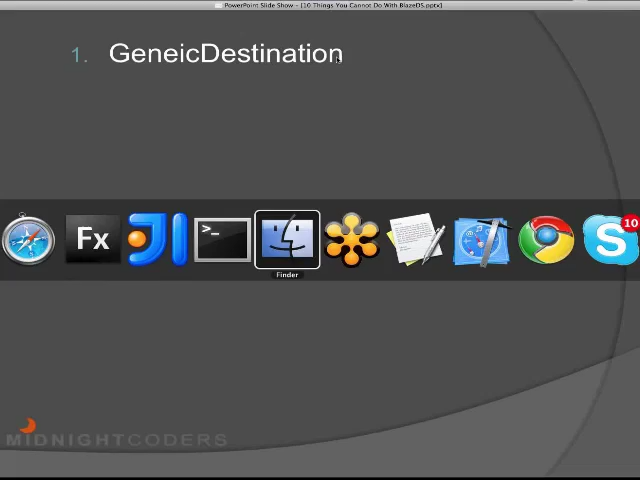 PowerPoint Slide Show - [10 Things You Cannot Do With BlazeDS.pptx]
1. GeneicDestination
Fx
>_
Finder
S
10
MIDNIGHTCODERS